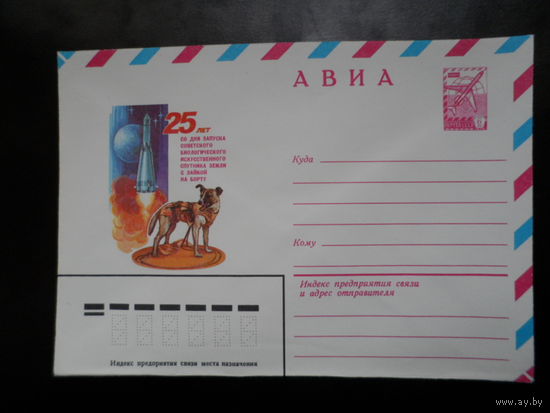 АВИА
25 ЛЕТ
СО ДНЯ ЗАПУСКА
СОВЕТСКОГО
БИОЛОГИЧЕСКОГО
ИСКУССТВЕННОГО
СПУТНИКА ЗЕМЛИ
С ЛАЙКОЙ
НА БОРТУ
Куда
Кому
Индекс предприятия связи
и адрес отправителя
Индекс предприятия связи места назначения
www.ay.by